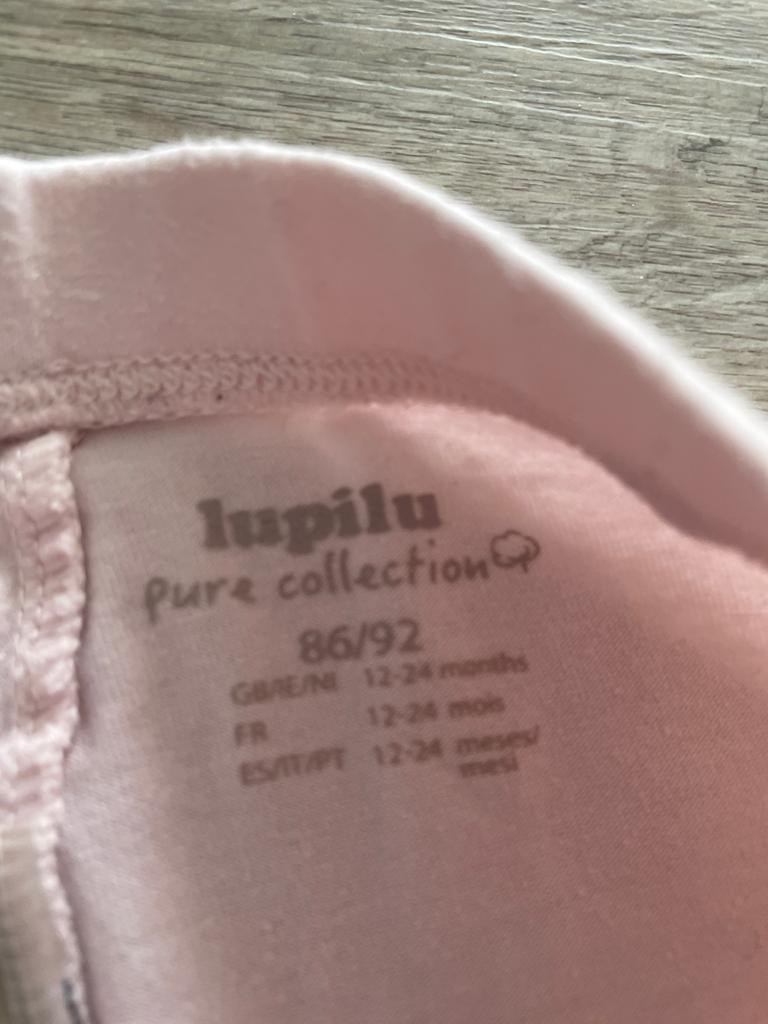 lupilu
pure collection
86/92
GB/IE/NI 12-24 months
FR 12-24 mois
ES/IT/PT 12-24 meses/
mesi